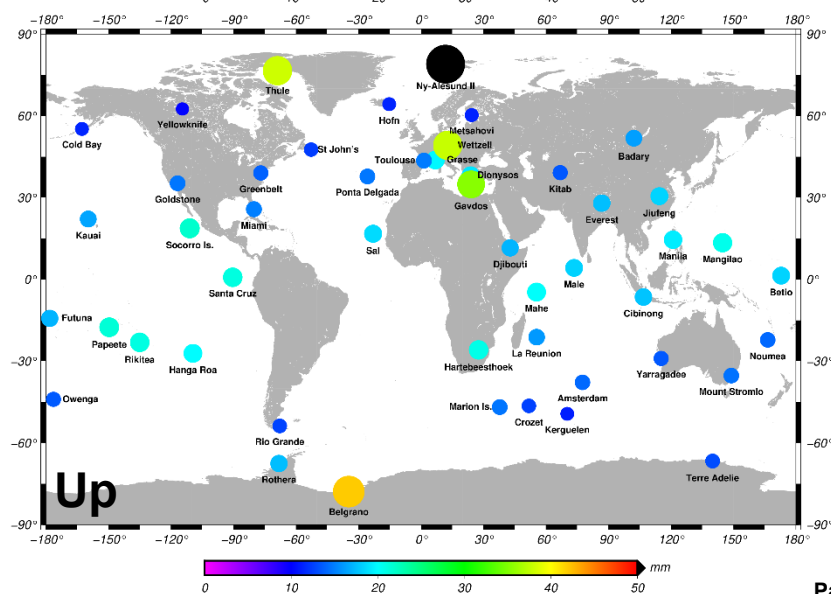 −180° −150° −120° −90° −60° −30° 0° 30° 60° 90° 120° 150° 180°
90° 90°
Thule
Ny-Alesund II
60° 60°
Yellowknife
Hofn
Metsahovi
Cold Bay
St John's
Wettzell
Badary
Toulouse
Grasse
Greenbelt
Ponta Delgada
Dionysos
Kitab
30° 30°
Goldstone
Gavdos
Everest
Jiufeng
Miami
Kauai
Socorro Is.
Sal
Djibouti
Manila
Mangilao
0° 0°
Santa Cruz
Male
Betio
Futuna
Mahe
Cibinong
Papeete
Rikitea
La Reunion
Noumea
−30° −30°
Hanga Roa
Hartebeesthoek
Yarragadee
Mount Stromlo
Owenga
Marion Is.
Amsterdam
Crozet
Kerguelen
−60° −60°
Rio Grande
Rothera
Terre Adelie
Up
Belgrano
−90° −90°
−180° −150° −120° −90° −60° −30° 0° 30° 60° 90° 120° 150° 180°
mm
0 10 20 30 40 50